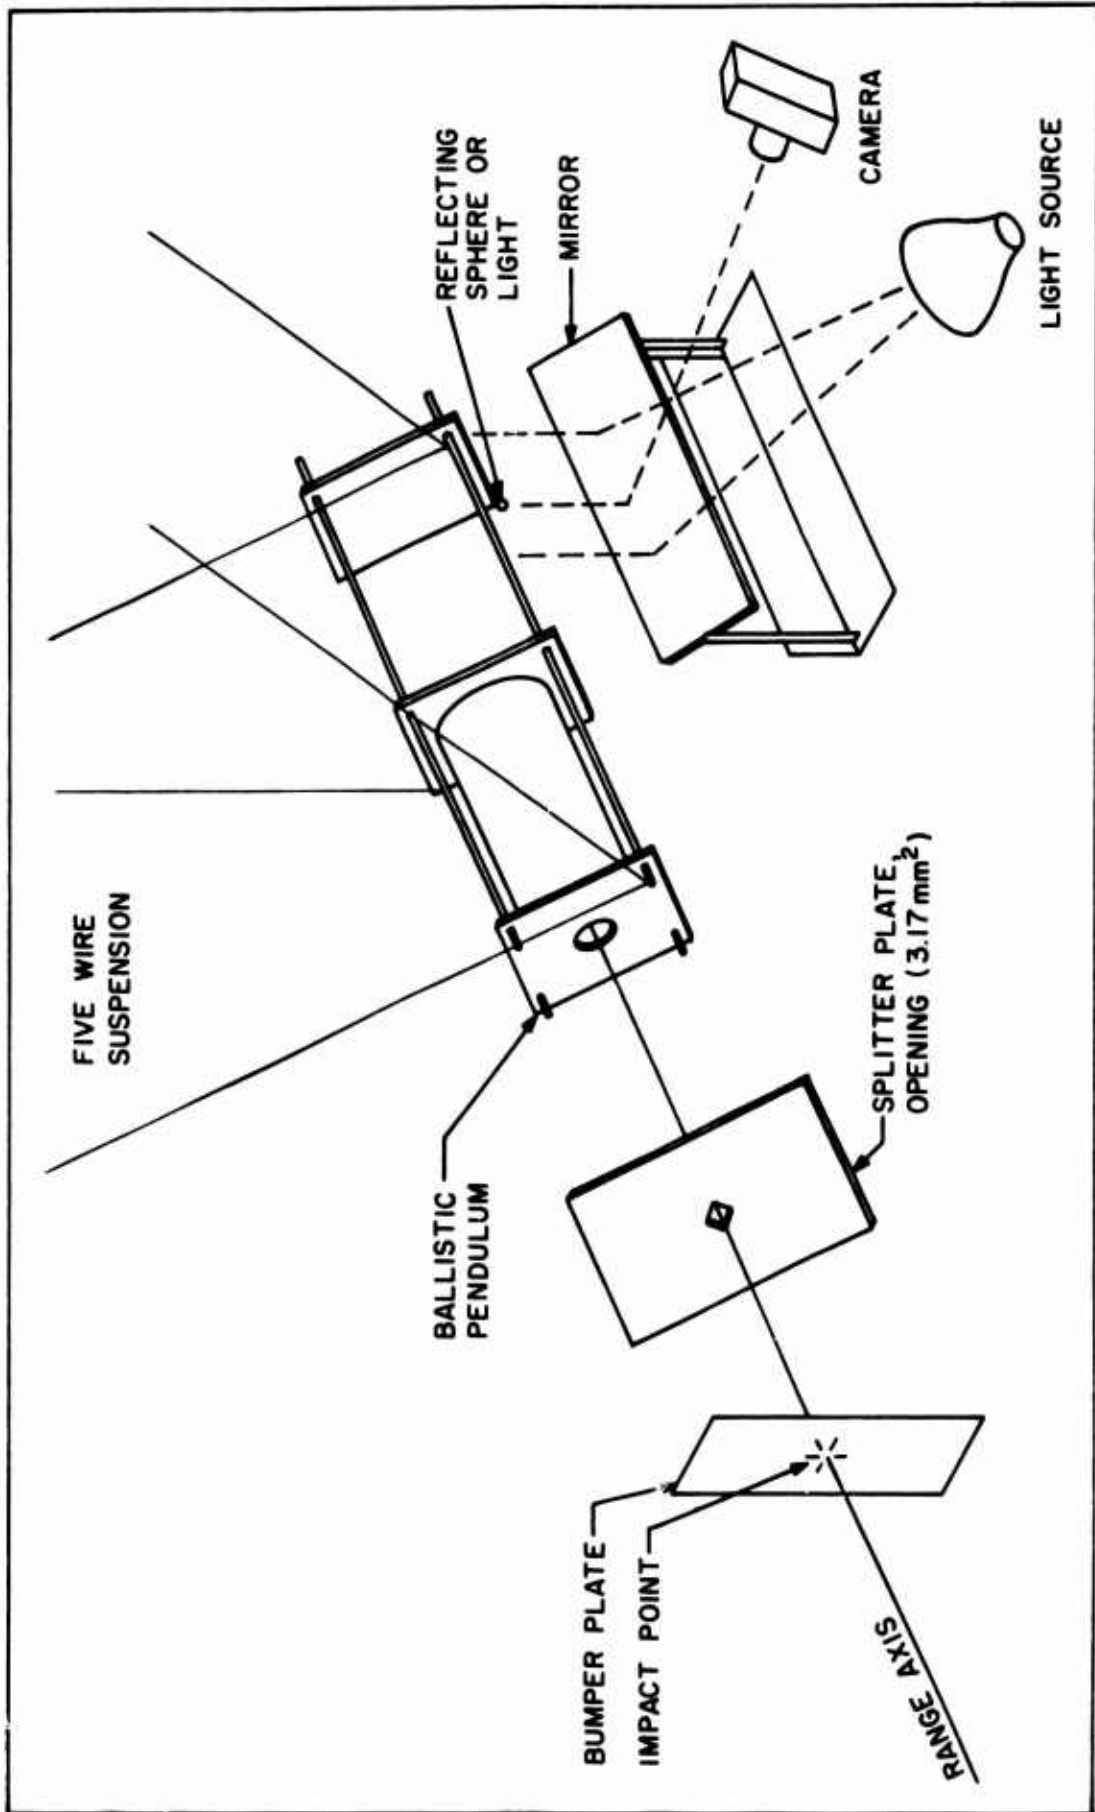 FIVE WIRE
SUSPENSION
REFLECTING
SPHERE OR
LIGHT
MIRROR
CAMERA
LIGHT SOURCE
BALLISTIC
PENDULUM
SPLITTER PLATE,
OPENING (3.17 mm²)
BUMPER PLATE
IMPACT POINT
RANGE AXIS